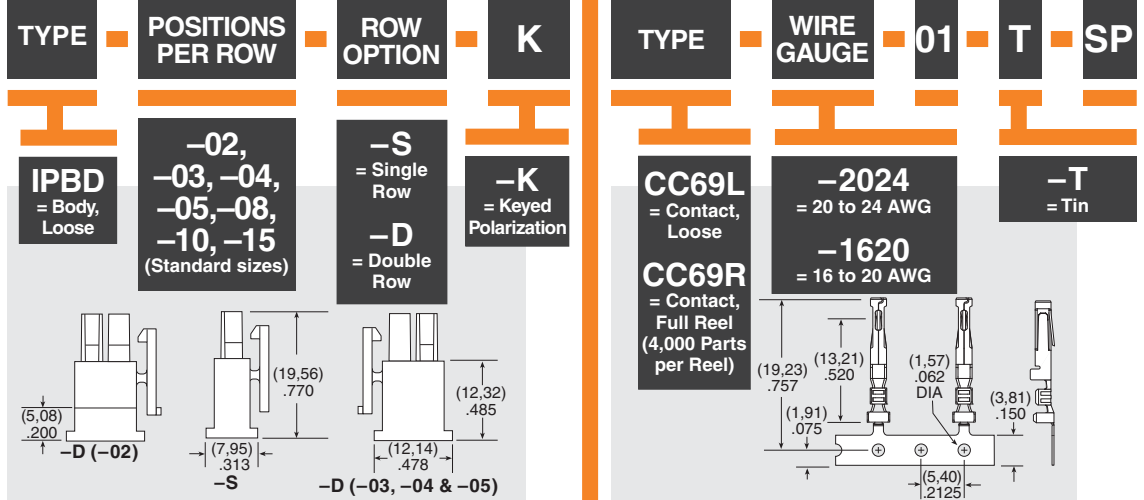 TYPE
POSITIONS
PER ROW
ROW
OPTION
K
IPBD
= Body,
Loose
–02,
–03, –04,
–05,–08,
–10, –15
(Standard sizes)
–S
= Single
Row
–D
= Double
Row
–K
= Keyed
Polarization
(5,08)
.200
–D (–02)
(19,56)
.770
(7,95)
.313
–S
(12,32)
.485
(12,14)
.478
–D (–03, –04 & –05)
TYPE
WIRE
GAUGE
01
T
SP
CC69L
= Contact,
Loose
CC69R
= Contact,
Full Reel
(4,000 Parts
per Reel)
–2024
= 20 to 24 AWG
–1620
= 16 to 20 AWG
–T
= Tin
(19,23)
.757
(13,21)
.520
(1,57)
.062
DIA
(3,81)
.150
(1,91)
.075
(5,40)
.2125